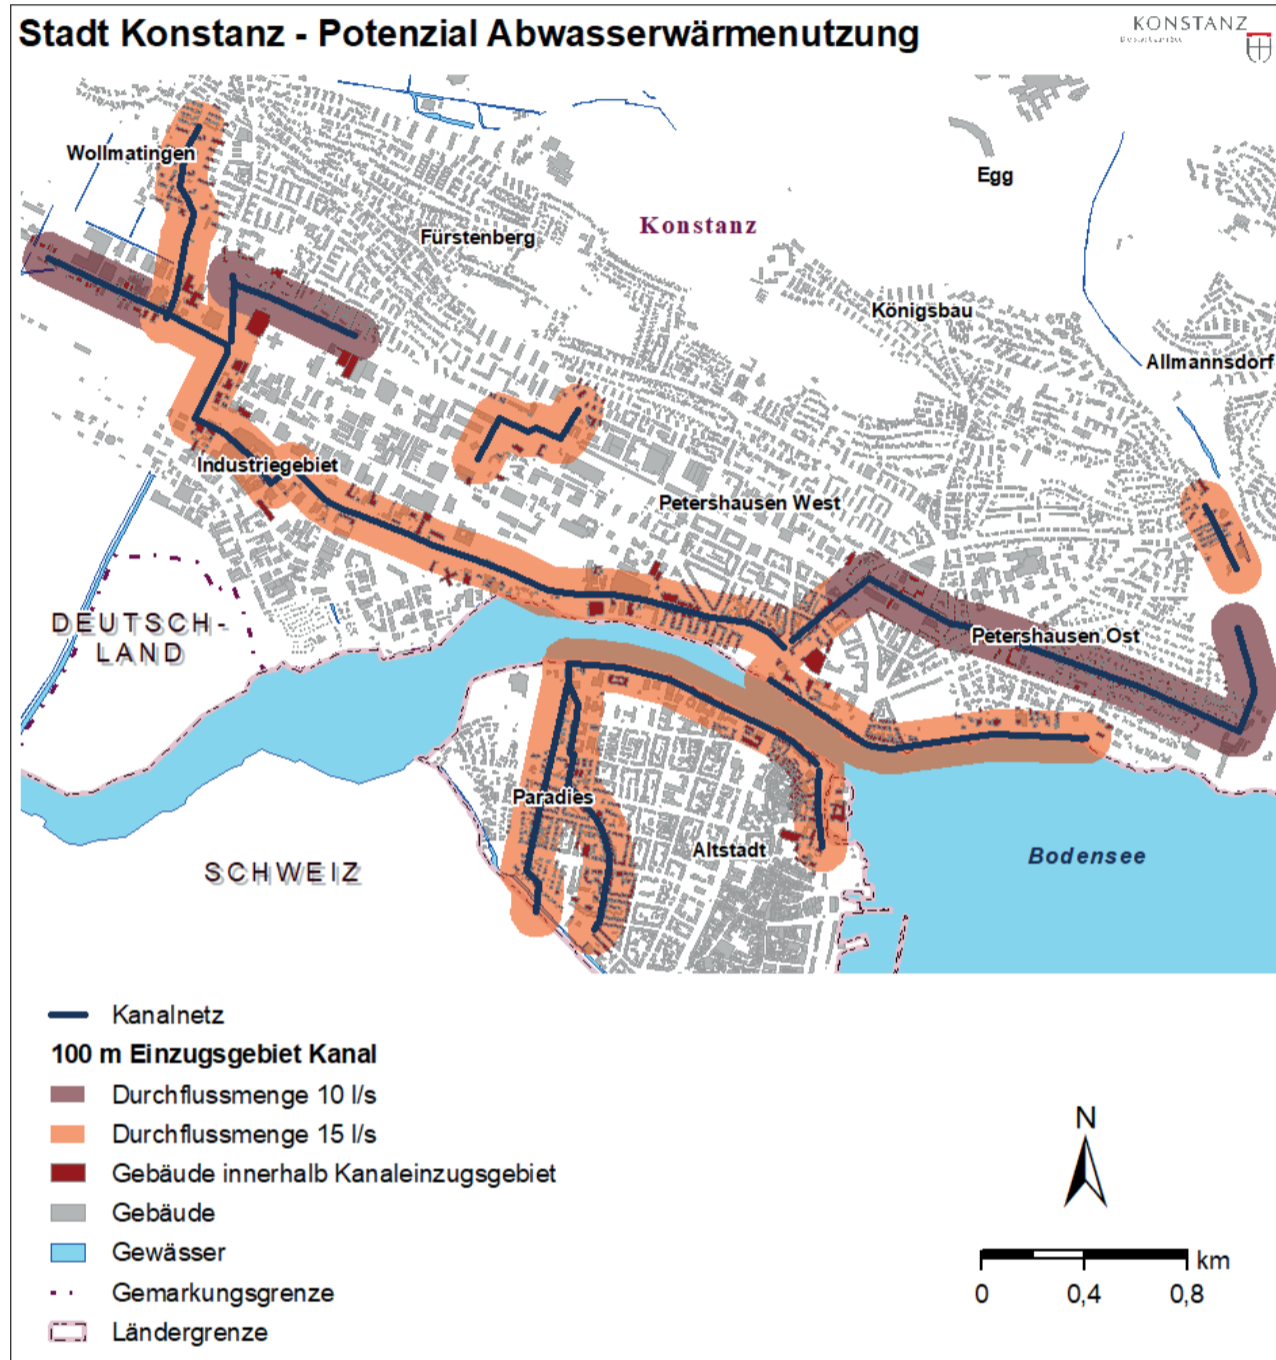 Stadt Konstanz - Potenzial Abwasserwärmenutzung
KONSTANZ
Wollmatingen
Egg
Konstanz
Fürstenberg
Königsbau
Allmannsdorf
Industriegebiet
Petershausen West
DEUTSCH-
LAND
Petershausen Ost
Paradies
Altstadt
Bodensee
SCHWEIZ
Kanalnetz
100 m Einzugsgebiet Kanal
Durchflussmenge 10 l/s
Durchflussmenge 15 l/s
Gebäude innerhalb Kanaleinzugsgebiet
Gebäude
Gewässer
Gemarkungsgrenze
Ländergrenze
N
km
0 0,4 0,8